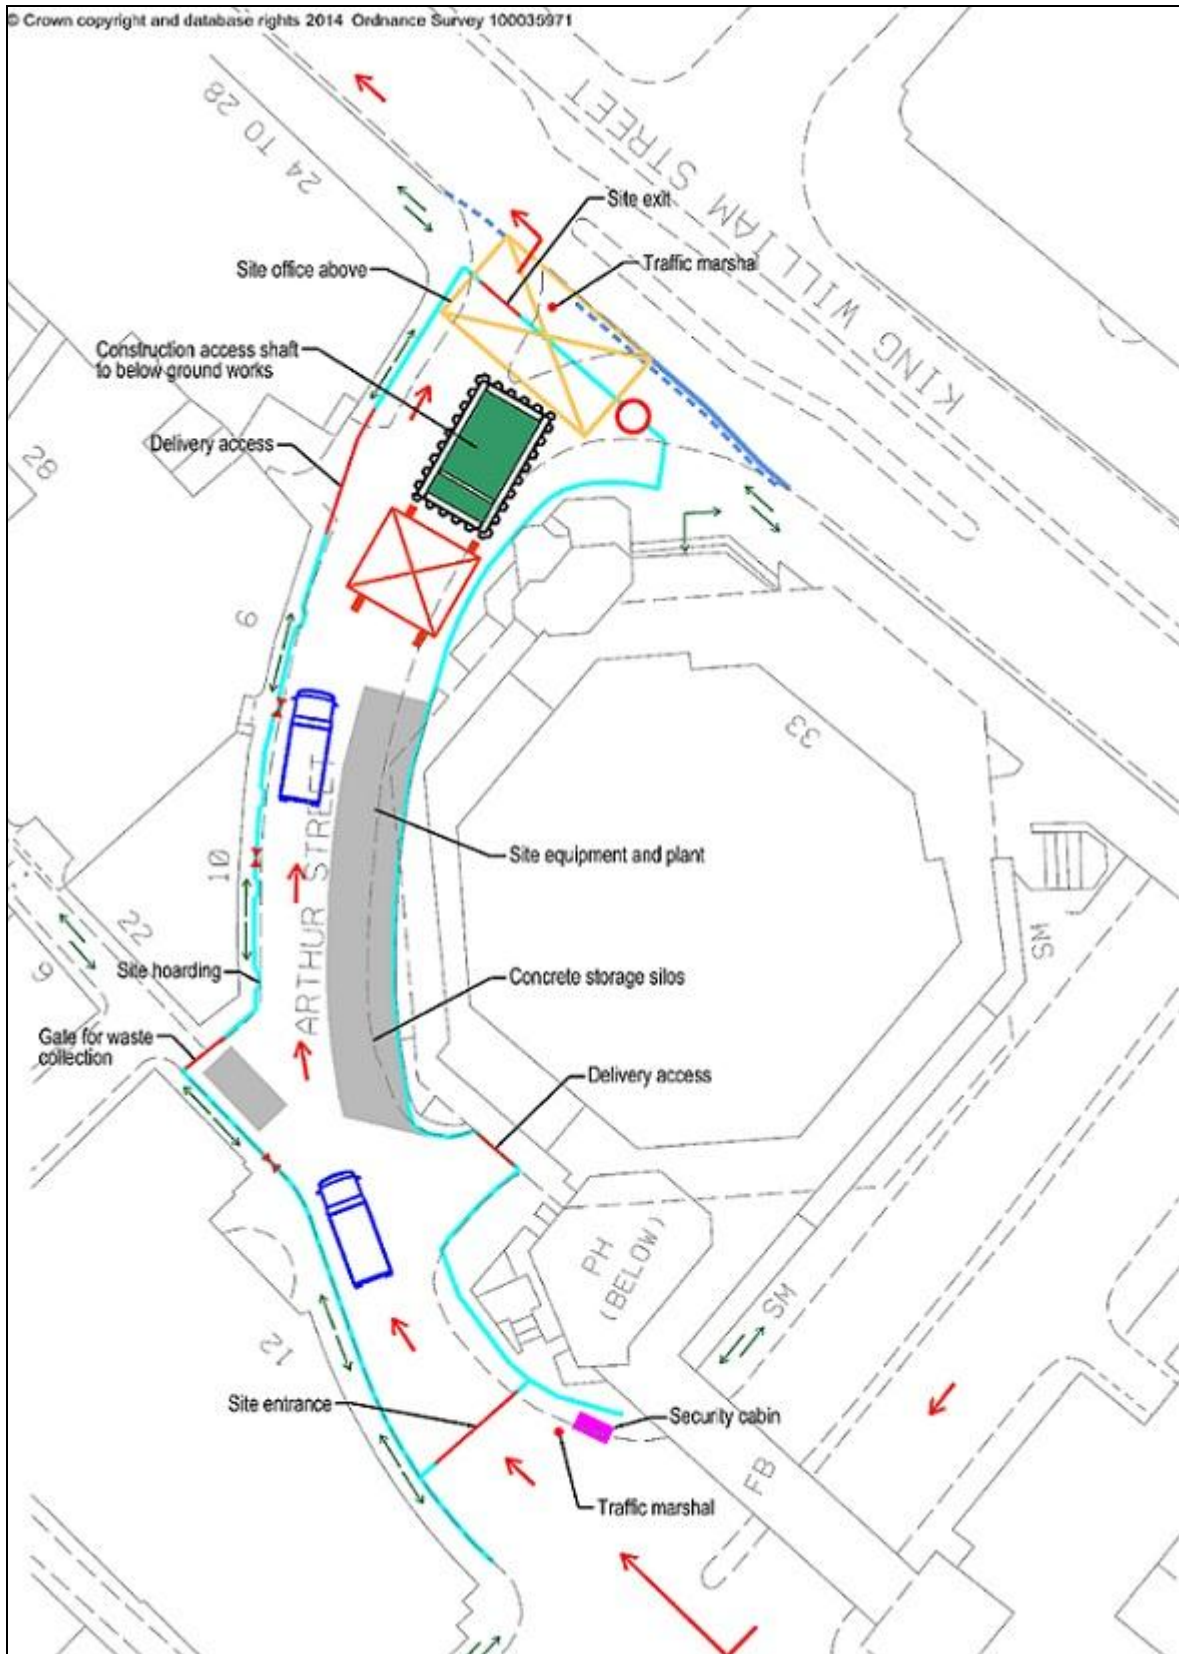 © Crown copyright and database rights 2014 Ordnance Survey 100035971
24 TO 28
KING WILLIAM STREET
Site exit
Traffic marshal
Site office above
Construction access shaft
to below ground works
Delivery access
28
6
33
ARTHUR STREET
Site equipment and plant
10
22
9
SM
Site hoarding
Concrete storage silos
Gate for waste
collection
Delivery access
PH
(BELOW)
SM
12
Site entrance
Security cabin
FB
Traffic marshal